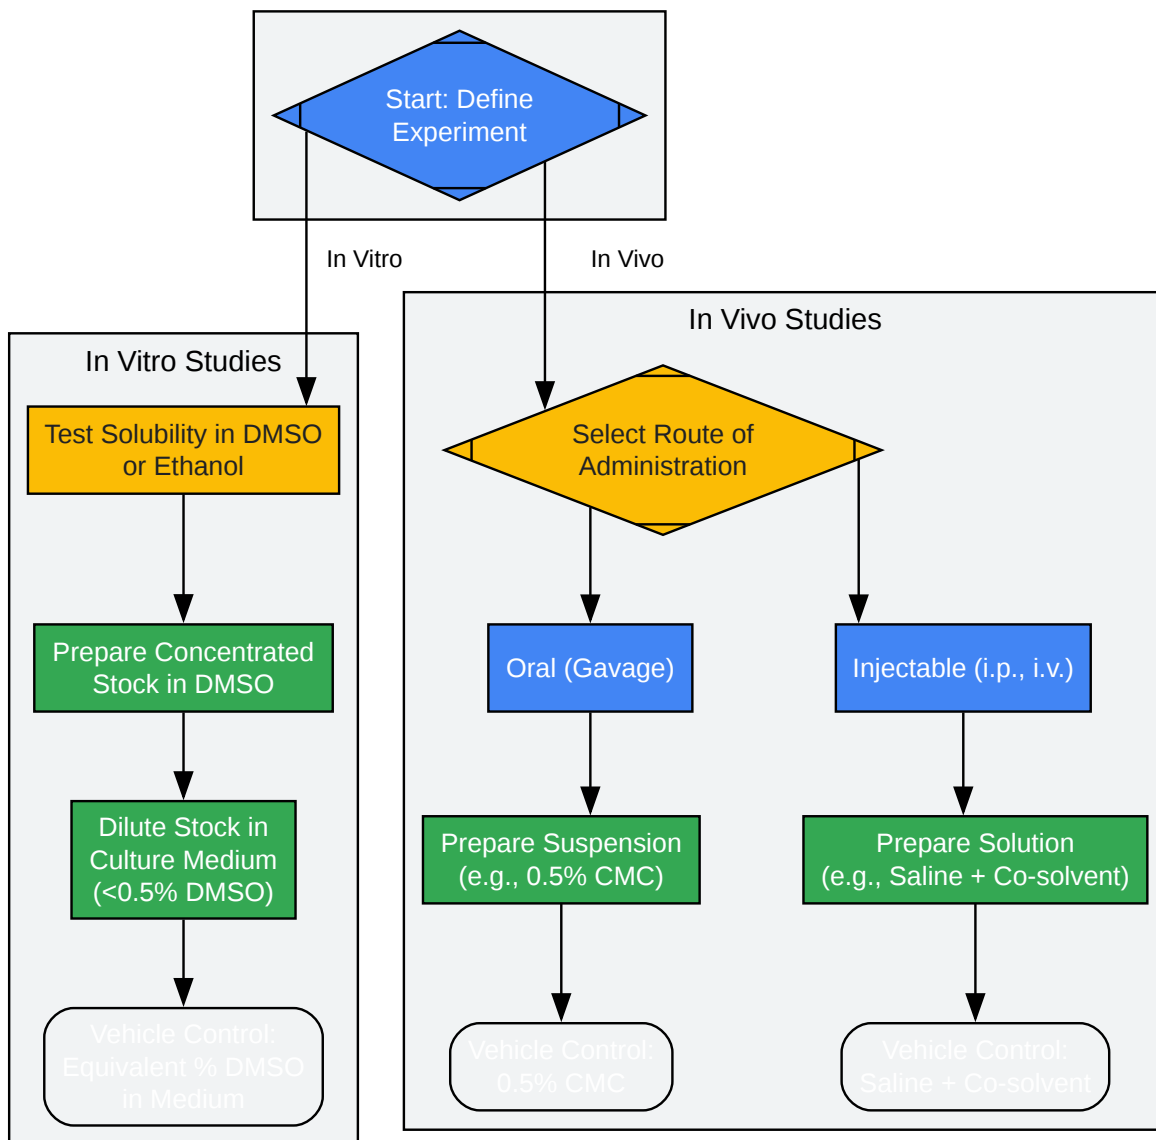 Start: Define
Experiment
In Vitro
In Vivo
In Vitro Studies
Test Solubility in DMSO
or Ethanol
Prepare Concentrated
Stock in DMSO
Dilute Stock in
Culture Medium
(<0.5% DMSO)
Vehicle Control:
Equivalent % DMSO
in Medium
In Vivo Studies
Select Route of
Administration
Oral (Gavage)
Injectable (i.p., i.v.)
Prepare Suspension
(e.g., 0.5% CMC)
Prepare Solution
(e.g., Saline + Co-solvent)
Vehicle Control:
0.5% CMC
Vehicle Control:
Saline + Co-solvent